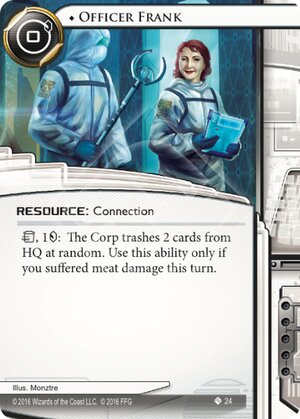 0
◆ Officer Frank
Resource: Connection
, 1: The Corp trashes 2 cards from
HQ at random. Use this ability only if
you suffered meat damage this turn.
Illus. Monztre
© 2016 Wizards of the Coast LLC. © 2016 FFG
24